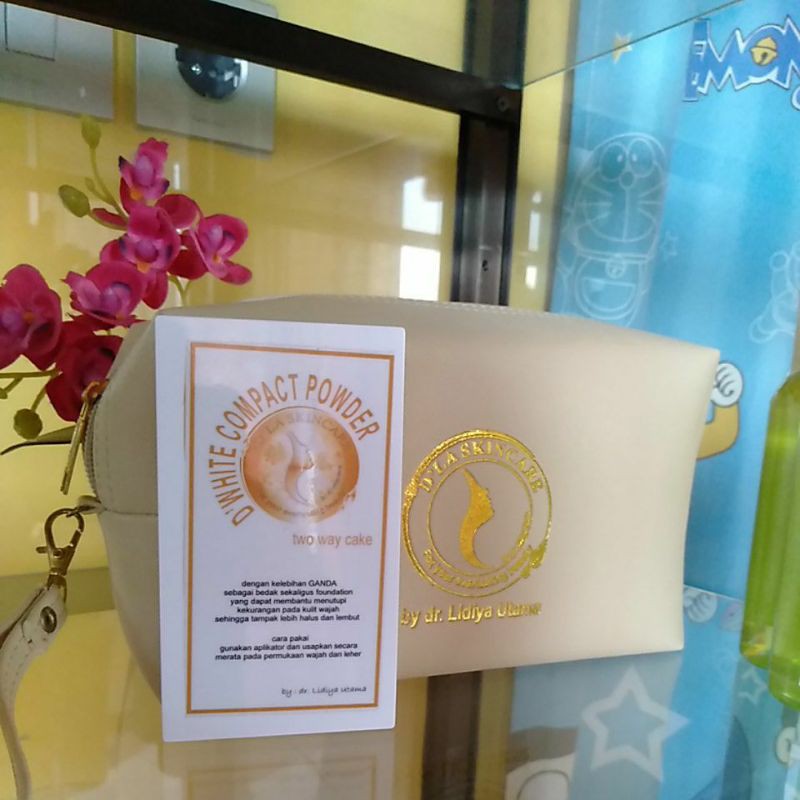 D'WHITE COMPACT POWDER
two way cake
dengan kelebihan GANDA
sebagai bedak sekaligus foundation
yang dapat membantu menutupi
kekurangan pada kulit wajah
sehingga tampak lebih halus dan lembut
cara pakai
gunakan aplikator dan usapkan secara
merata pada permukaan wajah dan leher
by : dr. Lidiya utama
D'LA SKINCARE
by dr. Lidiya Utama